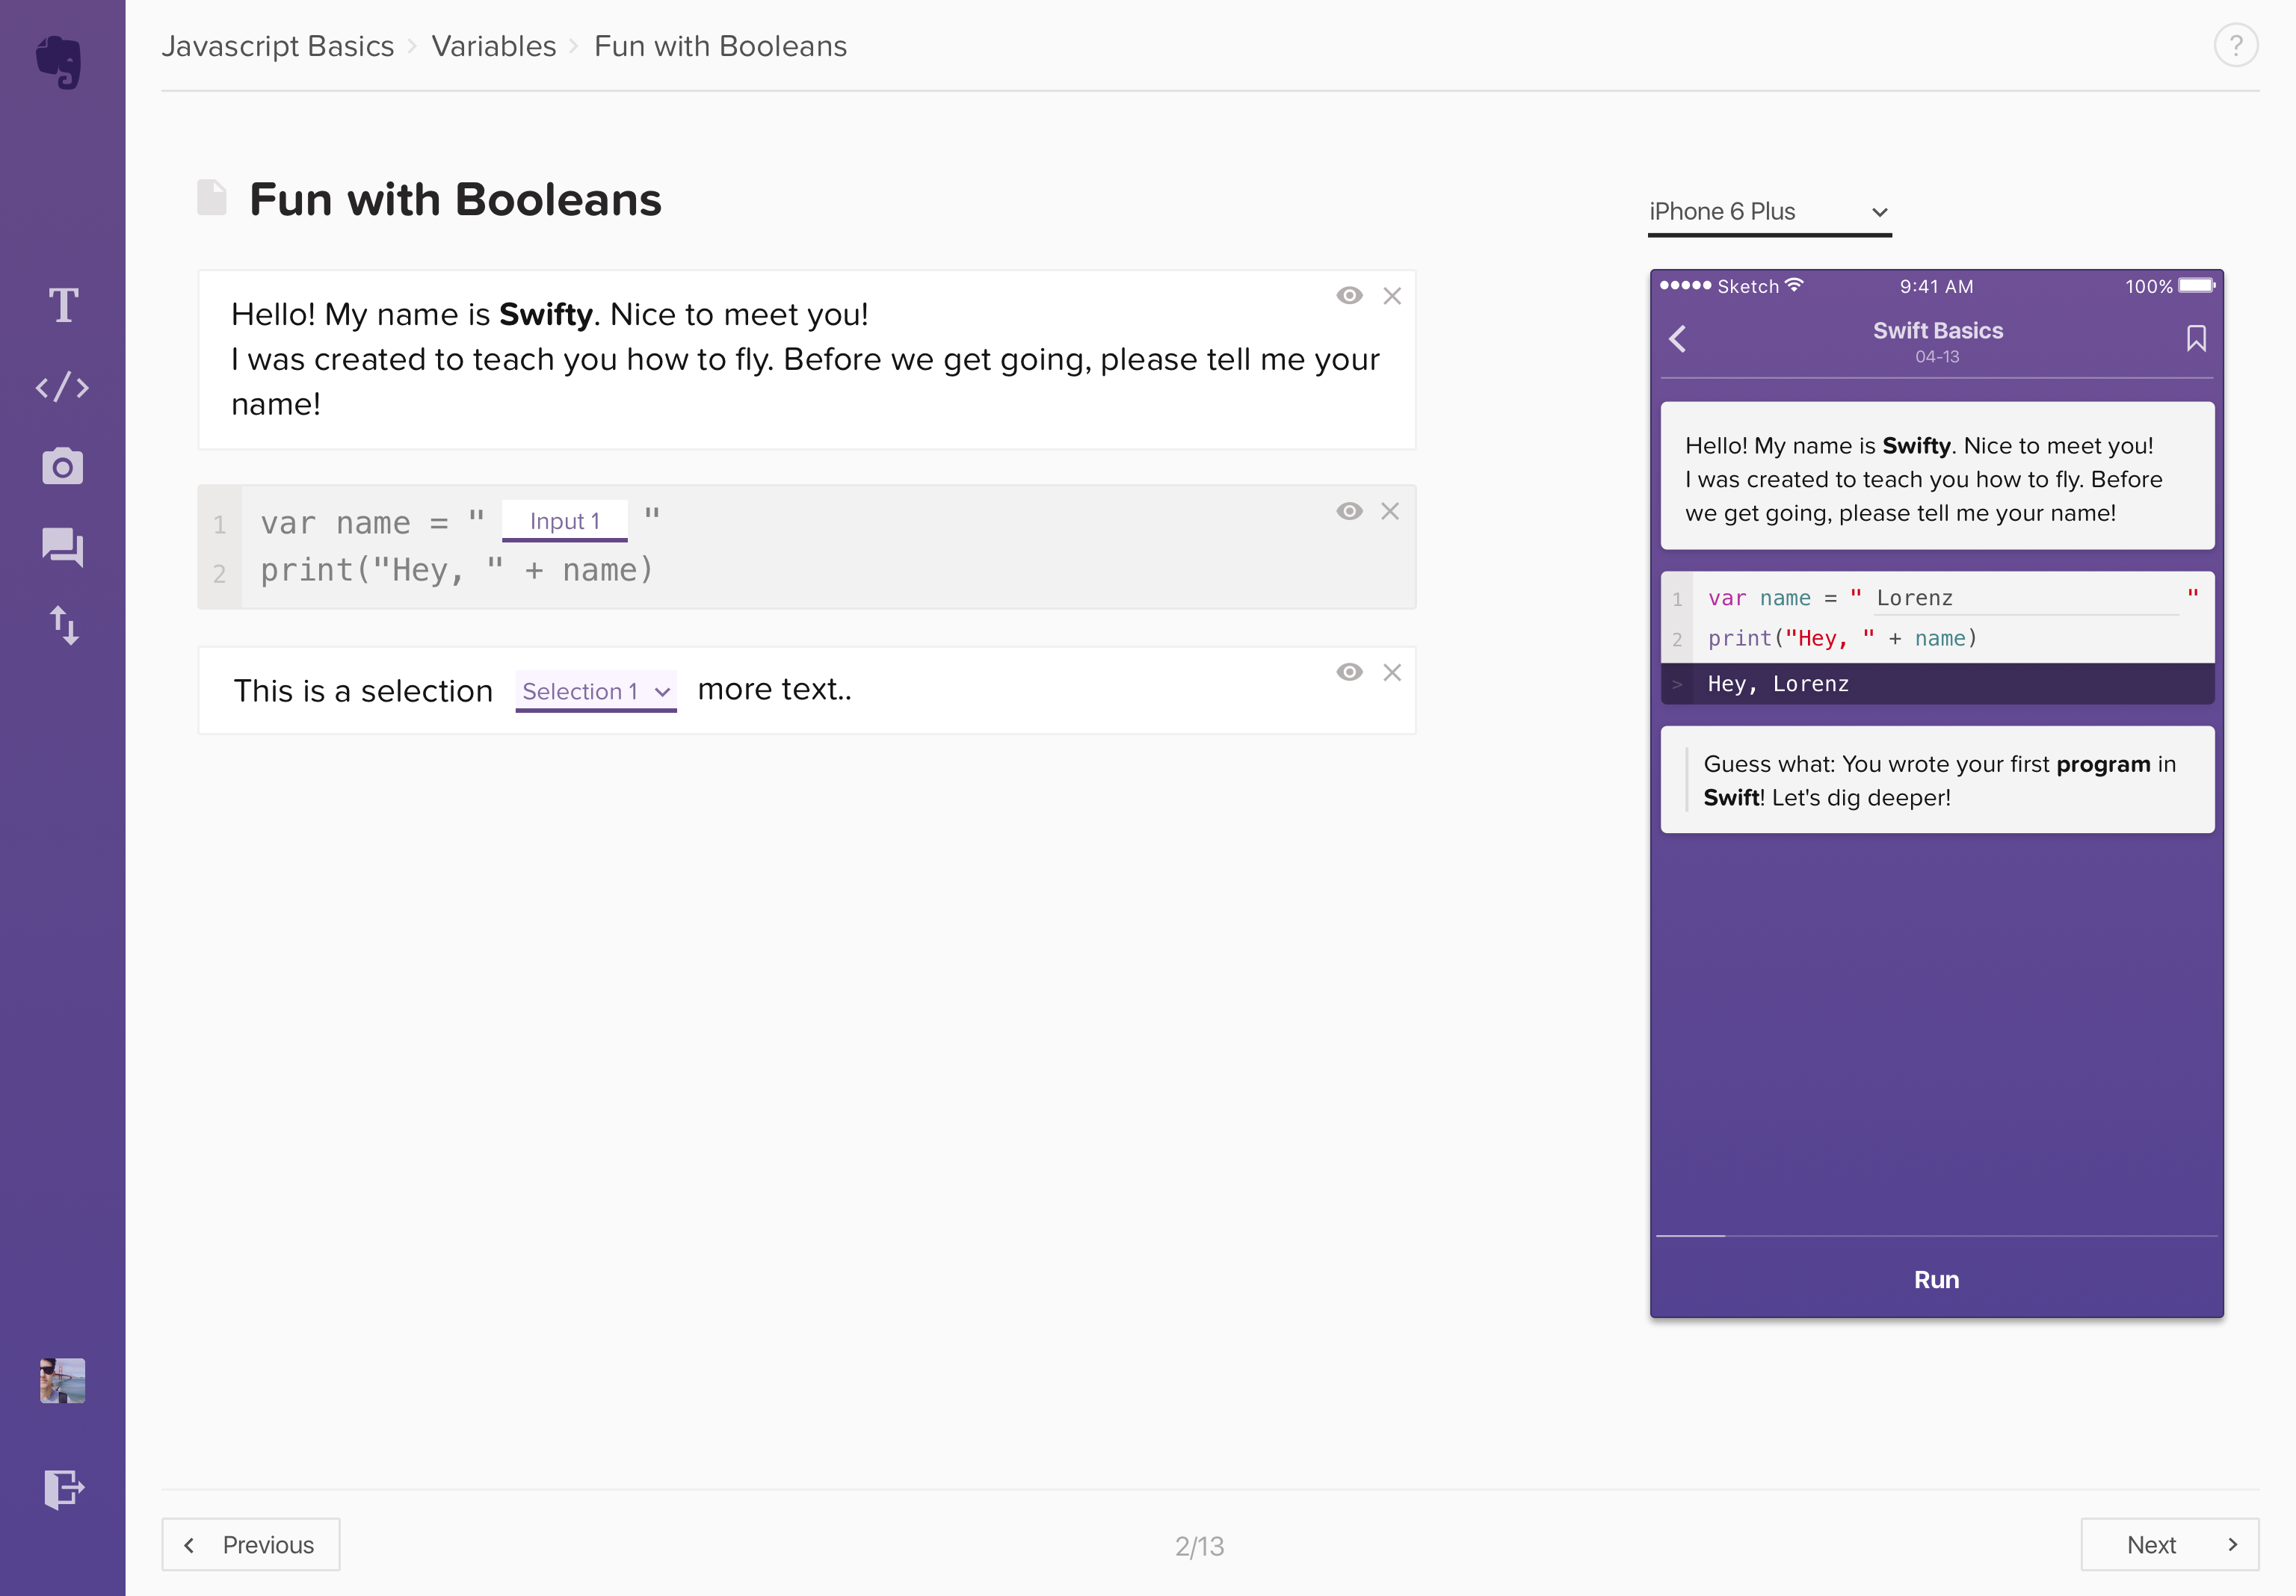 Javascript Basics > Variables > Fun with Booleans
?
Fun with Booleans
Hello! My name is Swifty. Nice to meet you!
I was created to teach you how to fly. Before we get going, please tell me your
name!
1 var name = " Input 1 "
2 print("Hey, " + name)
This is a selection Selection 1 more text..
iPhone 6 Plus
Sketch 9:41 AM 100%
Swift Basics
04-13
Hello! My name is Swifty. Nice to meet you!
I was created to teach you how to fly. Before
we get going, please tell me your name!
1 var name = " Lorenz "
2 print("Hey, " + name)
> Hey, Lorenz
Guess what: You wrote your first program in
Swift! Let's dig deeper!
Run
T
</>
Previous
2/13
Next